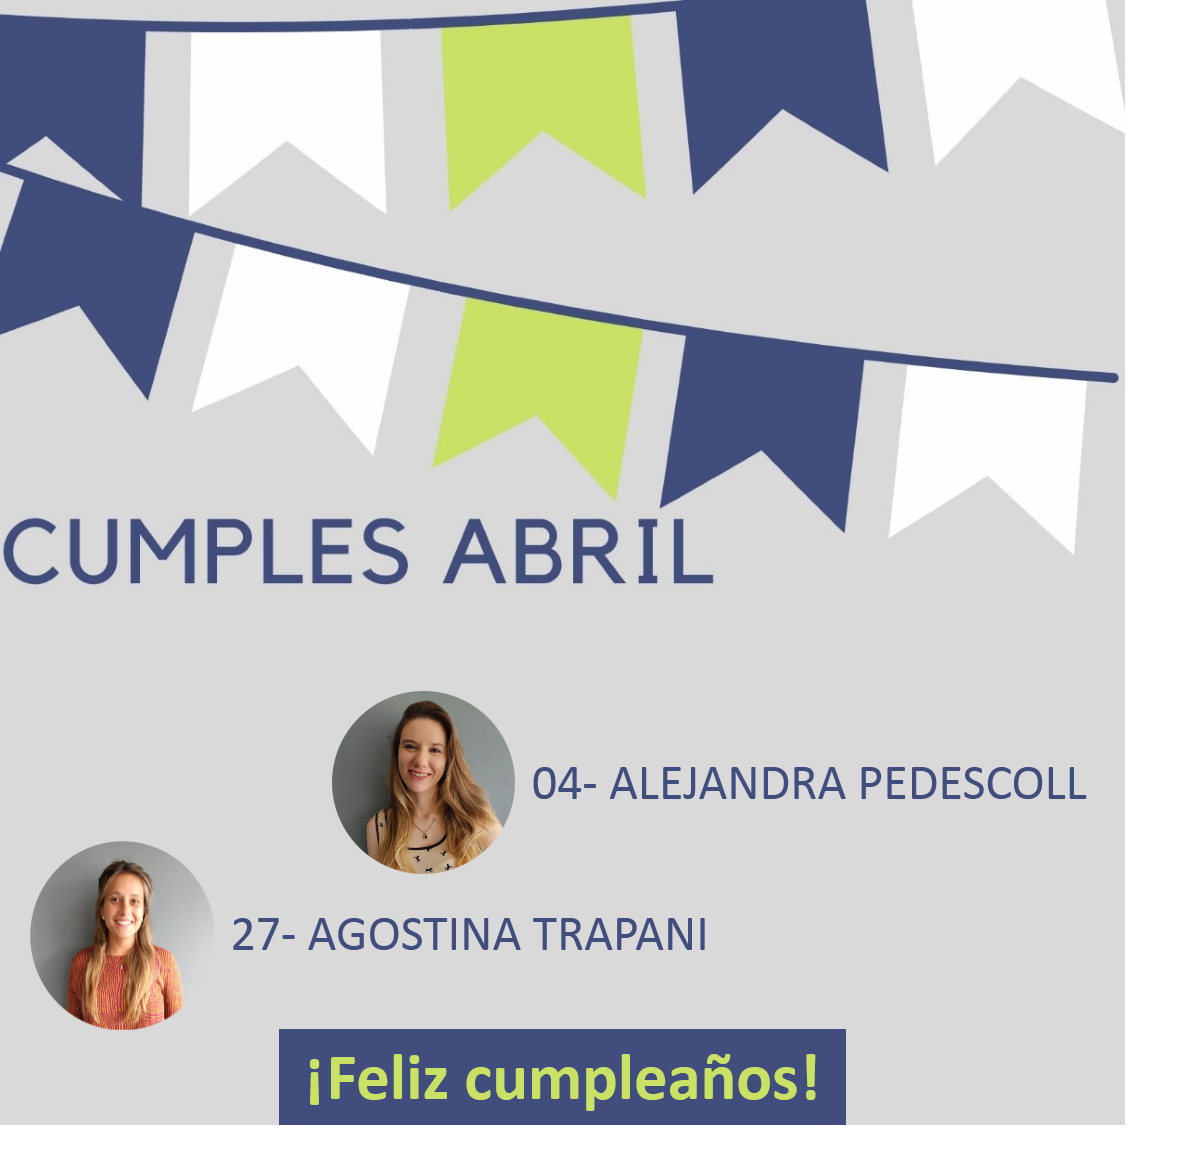 CUMPLES ABRIL
04- ALEJANDRA PEDESCOLL
27- AGOSTINA TRAPANI
¡Feliz cumpleaños!